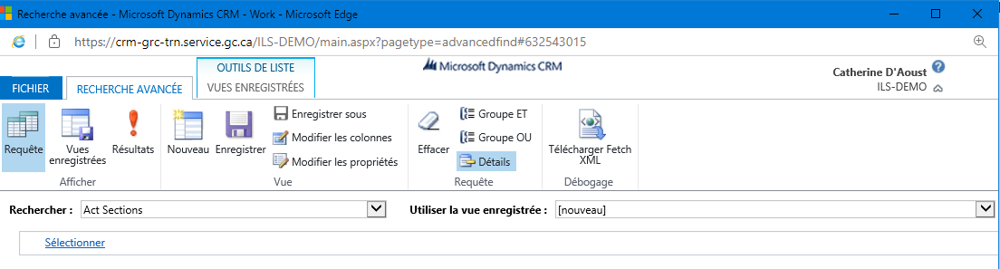 Recherche avancée - Microsoft Dynamics CRM - Work - Microsoft Edge
https://crm-grc-trn.service.gc.ca/ILS-DEMO/main.aspx?pagetype=advancedfind#632543015
Microsoft Dynamics CRM
Catherine D'Aoust
ILS-DEMO
OUTILS DE LISTE
FICHIER RECHERCHE AVANCÉE VUES ENREGISTRÉES
Requête
Vues enregistrées
Résultats
Afficher
Nouveau
Enregistrer
Enregistrer sous
Modifier les colonnes
Modifier les propriétés
Vue
Effacer
Groupe ET
Groupe OU
Détails
Requête
Télécharger Fetch XML
Débogage
Rechercher : Act Sections Utiliser la vue enregistrée : [nouveau]
Sélectionner